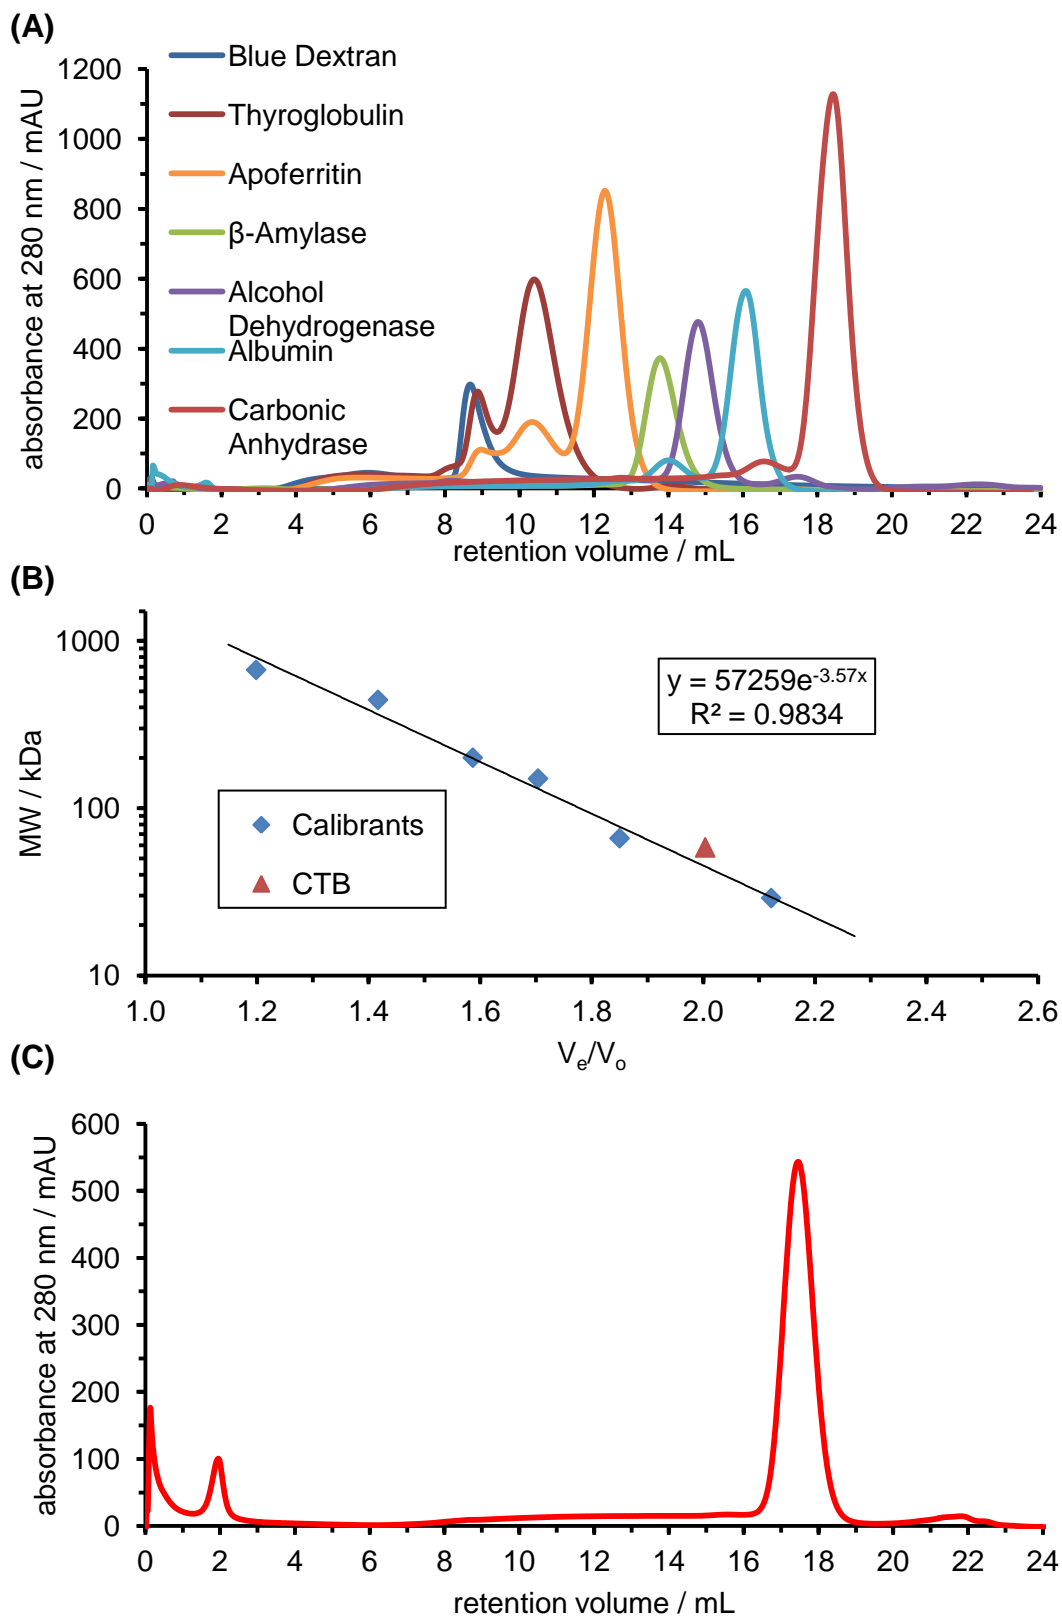 (A)
Blue Dextran
Thyroglobulin
Apoferritin
β-Amylase
Alcohol
Dehydrogenase
Albumin
Carbonic
Anhydrase
absorbance at 280 nm / mAU
1200
1000
800
600
400
200
0
0 2 4 6 8 10 12 14 16 18 20 22 24
retention volume / mL
(B)
MW / kDa
1000
100
10
y = 57259e^-3.57x
R² = 0.9834
Calibrants
CTB
1.0 1.2 1.4 1.6 1.8 2.0 2.2 2.4 2.6
Vₑ/Vₒ
(C)
absorbance at 280 nm / mAU
600
500
400
300
200
100
0
0 2 4 6 8 10 12 14 16 18 20 22 24
retention volume / mL